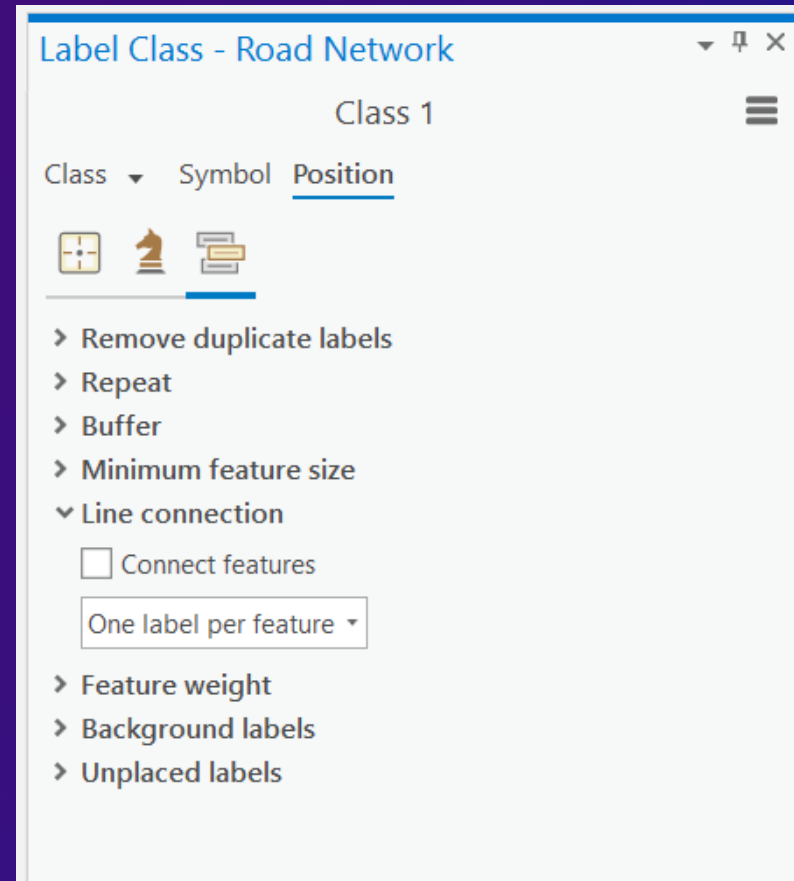 Label Class - Road Network
Class 1
Class Symbol Position
Remove duplicate labels
Repeat
Buffer
Minimum feature size
Line connection
Connect features
One label per feature
Feature weight
Background labels
Unplaced labels